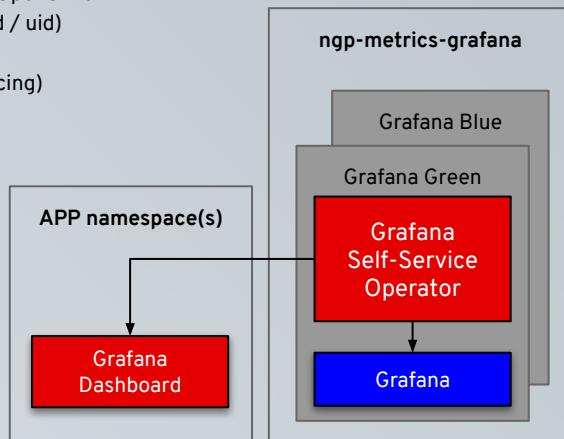 d / uid)
cing)
ngp-metrics-grafana
Grafana Blue
Grafana Green
Grafana
Self-Service
Operator
Grafana
APP namespace(s)
Grafana
Dashboard